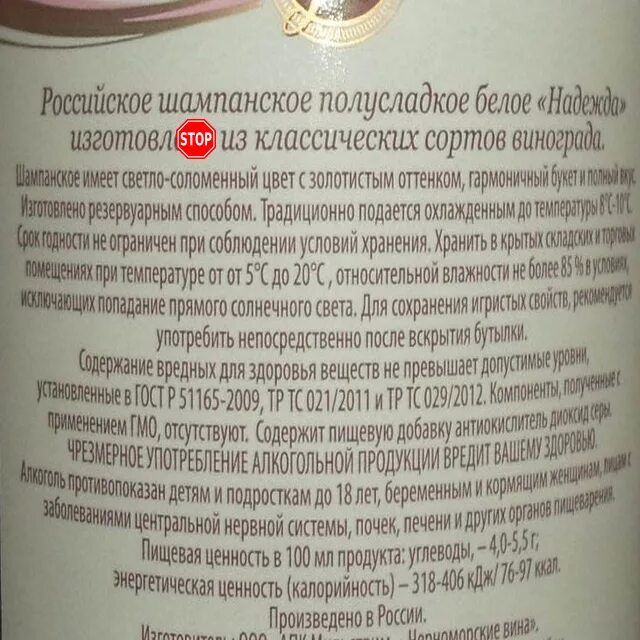 Российское шампанское полусладкое белое «Надежда»
изготовл STOP из классических сортов винограда.
Шампанское имеет светло-соломенный цвет с золотистым оттенком, гармоничный букет и полный вкус.
Изготовлено резервуарным способом. Традиционно подается охлажденным до температуры 8°С-10°С.
Срок годности не ограничен при соблюдении условий хранения. Хранить в крытых складских и торговых
помещениях при температуре от от 5°С до 20°С , относительной влажности не более 85 % в условиях,
исключающих попадание прямого солнечного света. Для сохранения игристых свойств, рекомендуется
употребить непосредственно после вскрытия бутылки.
Содержание вредных для здоровья веществ не превышает допустимые уровни,
установленные в ГОСТ Р 51165-2009, ТР ТС 021/2011 и ТР ТС 029/2012. Компоненты, полученные с
применением ГМО, отсутствуют. Содержит пищевую добавку антиокислитель диоксид серы.
ЧРЕЗМЕРНОЕ УПОТРЕБЛЕНИЕ АЛКОГОЛЬНОЙ ПРОДУКЦИИ ВРЕДИТ ВАШЕМУ ЗДОРОВЬЮ.
Алкоголь противопоказан детям и подросткам до 18 лет, беременным и кормящим женщинам, лицам с
заболеваниями центральной нервной системы, почек, печени и других органов пищеварения.
Пищевая ценность в 100 мл продукта: углеводы, – 4,0-5,5 г;
энергетическая ценность (калорийность) – 318-406 кДж/ 76-97 ккал.
Произведено в России.
Изготовитель: ООО «АПК Мильстрим - Черноморские вина».